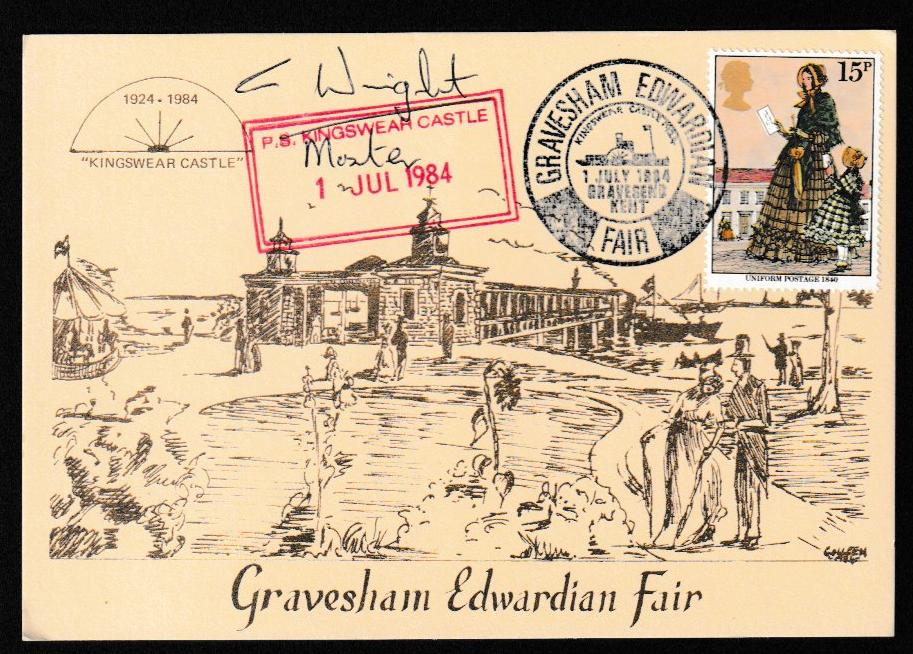 1924 - 1984
"KINGSWEAR CASTLE"
C Wright
P.S. KINGSWEAR CASTLE
Master
1 JUL 1984
GRAVESHAM EDWARDIAN
KINGSWEAR CASTLE
1 JULY 1984
GRAVESEND
KENT
FAIR
15P
UNIFORM POSTAGE 1840
Gravesham Edwardian Fair